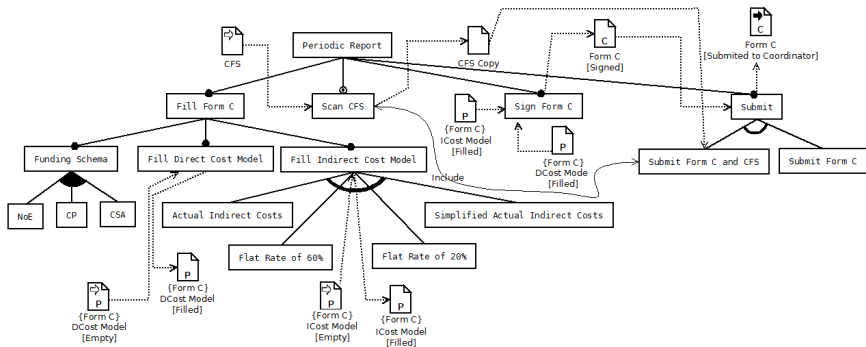 C
Periodic Report
CFS
CFS Copy
Form C
[Signed]
Form C
[Submited to Coordinator]
Fill Form C
Scan CFS
P
{Form C}
ICost Model
[Filled]
Sign Form C
C
Submit
Funding Schema
Fill Direct Cost Model
Fill Indirect Cost Model
P
{Form C}
DCost Mode
[Filled]
Submit Form C and CFS
Submit Form C
Include
NoE
CP
CSA
Actual Indirect Costs
Simplified Actual Indirect Costs
Flat Rate of 60%
Flat Rate of 20%
P
{Form C}
DCost Model
[Filled]
P
{Form C}
DCost Model
[Empty]
P
{Form C}
ICost Model
[Empty]
P
{Form C}
ICost Model
[Filled]